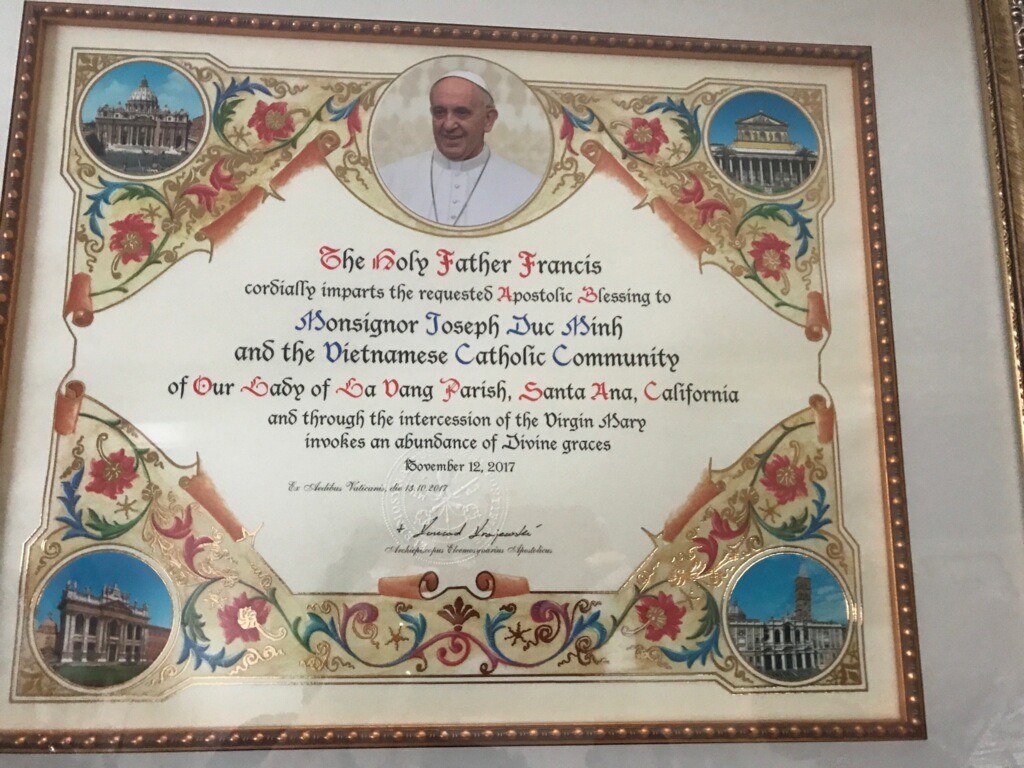 The Holy Father Francis
cordially imparts the requested Apostolic Blessing to
Monsignor Joseph Duc Minh
and the Vietnamese Catholic Community
of Our Lady of La Vang Parish, Santa Ana, California
and through the intercession of the Virgin Mary
invokes an abundance of Divine graces
November 12, 2017
Ex Aedibus Vaticanis, die 13.10.2017
+ Konrad Krajewski
Archiepiscopus Eleemosynarius Apostolicus